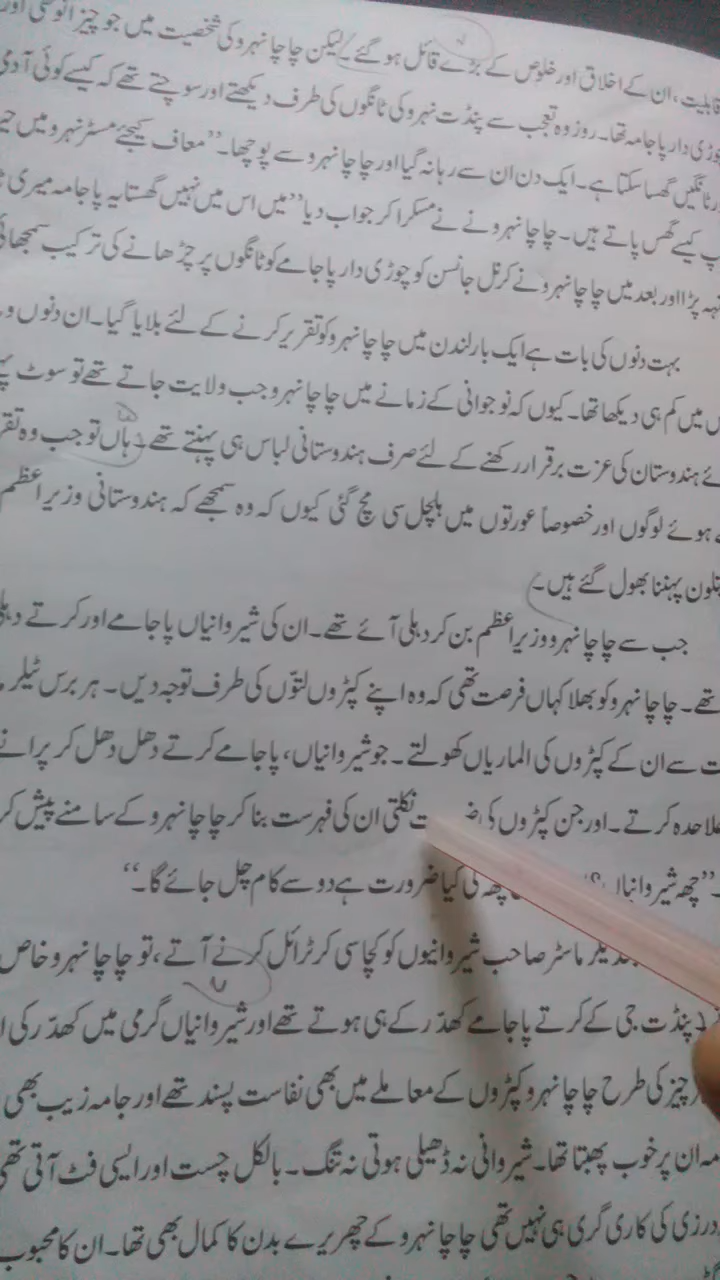 قابلیت، ان کے اخلاق اور خلوص کے بڑے قائل ہو گئے لیکن چاچا نہرو کی شخصیت میں جو چیز انوکھی اور
چوڑی دار پاجامہ تھا۔ روز وہ تعجب سے پنڈت نہرو کی ٹانگوں کی طرف دیکھتے اور سوچتے تھے کہ کیسے کوئی آدمی
ٹانگیں گھسا سکتا ہے۔ ایک دن ان سے رہا نہ گیا اور چاچا نہرو سے پوچھا۔ ”معاف کیجئے مسٹر نہرو میں
کیسے گھس پاتے ہیں۔ چاچا نہرو نے نے مسکرا کر جواب دیا ”میں اس میں نہیں گھستا یہ پاجامہ میری
پڑا اور بعد میں چاچا نہرو نے کرنل جانسن کو چوڑی دار پاجامے کو ٹانگوں پر چڑھانے کی ترکیب سمجھائی
بہت دنوں کی بات ہے ایک بار لندن میں چاچا نہرو کو تقریر کرنے کے لئے بلایا گیا۔ ان دنوں
میں کم ہی دیکھا تھا۔ کیوں کہ نوجوانی کے زمانے میں چاچا نہرو جب ولایت جاتے تھے تو سوٹ
ہندوستان کی عزت برقرار رکھنے کے لئے صرف ہندوستانی لباس ہی پہنتے تھے۔ ہاں تو جب وہ
ہوئے لوگوں اور خصوصاً عورتوں میں ہلچل سی مچ گئی کیوں کہ وہ سمجھے کہ ہندوستانی وزیر اعظم
پہننا بھول گئے ہیں۔
جب سے چاچا نہرو وزیر اعظم بن کر دہلی آئے تھے۔ ان کی شیروانیاں پاجامے اور کرتے
تھے۔ چاچا نہرو کو بھلا کہاں فرصت تھی کہ وہ اپنے کپڑوں لتّوں کی طرف توجہ دیں۔ ہر برس ٹیلر
سے ان کے کپڑوں کی الماریاں کھولتے۔ جو شیروانیاں، پاجامے کرتے دھل دھل کر پرانے
علاحدہ کرتے۔ اور جن کپڑوں کی نکلتی ان کی فہرست بنا کر چاچا نہرو کے سامنے پیش
”چھ شیروانیاں؟ کی کیا ضرورت ہے دو سے کام چل جائے گا۔“
ماسٹر صاحب شیروانیوں کو کچا سی کر ٹرائل کرنے آتے، تو چاچا نہرو خاص
پنڈت جی کے کرتے پاجامے کھدّر کے ہی ہوتے تھے اور شیروانیاں گرمی میں کھدّر کی
چیز کی طرح چاچا نہرو کپڑوں کے معاملے میں بھی نفاست پسند تھے اور جامہ زیب بھی
ان پر خوب پھبتا تھا۔ شیروانی نہ ڈھیلی ہوتی نہ تنگ۔ بالکل چست اور ایسی فٹ آتی تھی
درزی کی کاری گری ہی نہیں تھی چاچا نہرو کے چھریرے بدن کا کمال بھی تھا۔ ان کا محبوب